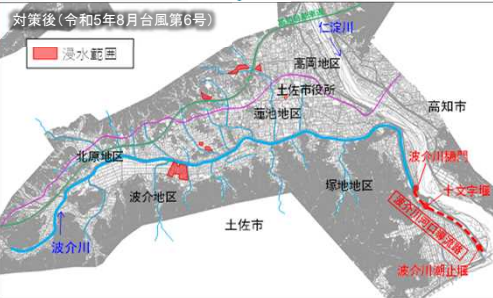 対策後（令和5年8月台風第6号）
浸水範囲
仁淀川
高岡地区
土佐市役所
高知市
蓮池地区
北原地区
波介川樋門
十文字堰
波介地区
塚地地区
波介川河口導流路
土佐市
波介川
波介川潮止堰